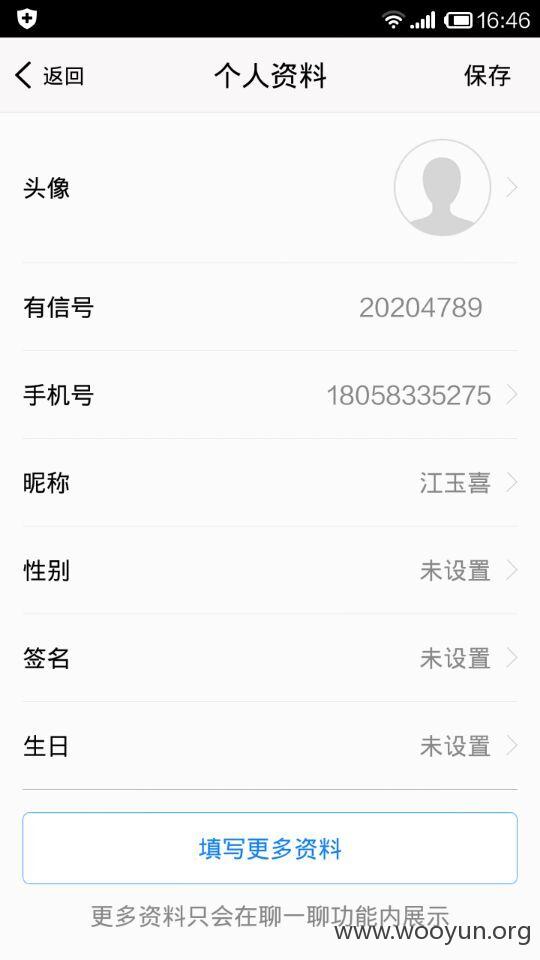 16:46
返回 个人资料 保存
头像
有信号 20204789
手机号 18058335275
昵称 江玉喜
性别 未设置
签名 未设置
生日 未设置
填写更多资料
更多资料只会在聊一聊功能内展示
www.wooyun.org